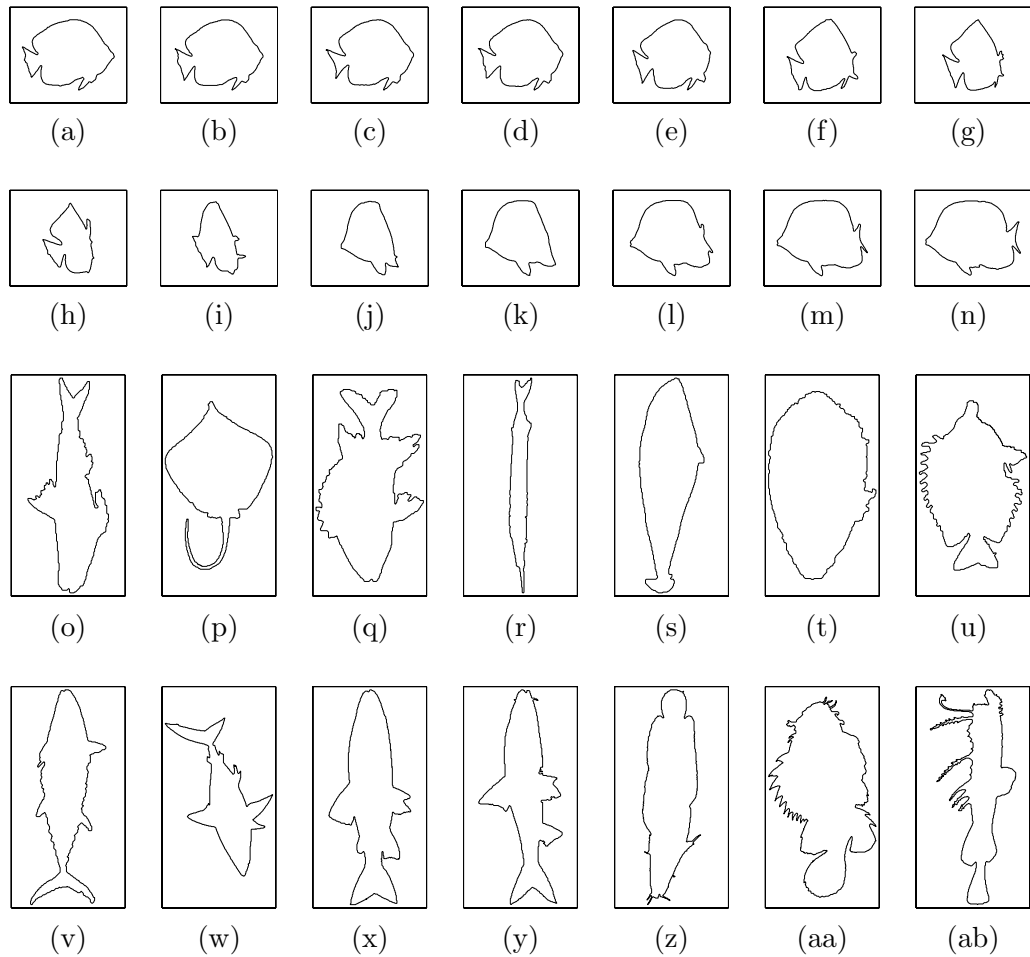 (a) (b) (c) (d) (e) (f) (g)
(h) (i) (j) (k) (l) (m) (n)
(o) (p) (q) (r) (s) (t) (u)
(v) (w) (x) (y) (z) (aa) (ab)